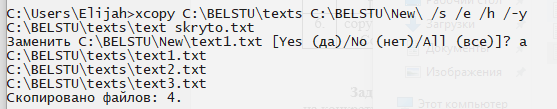 C:\Users\Elijah>xcopy C:\BELSTU\texts C:\BELSTU\New\ /s /e /h /-y
C:\BELSTU\texts\text skryto.txt
Заменить C:\BELSTU\New\text1.txt [Yes (да)/No (нет)/All (все)]? a
C:\BELSTU\texts\text1.txt
C:\BELSTU\texts\text2.txt
C:\BELSTU\texts\text3.txt
Скопировано файлов: 4.
Загрузки
Изображения
Этот компьютер